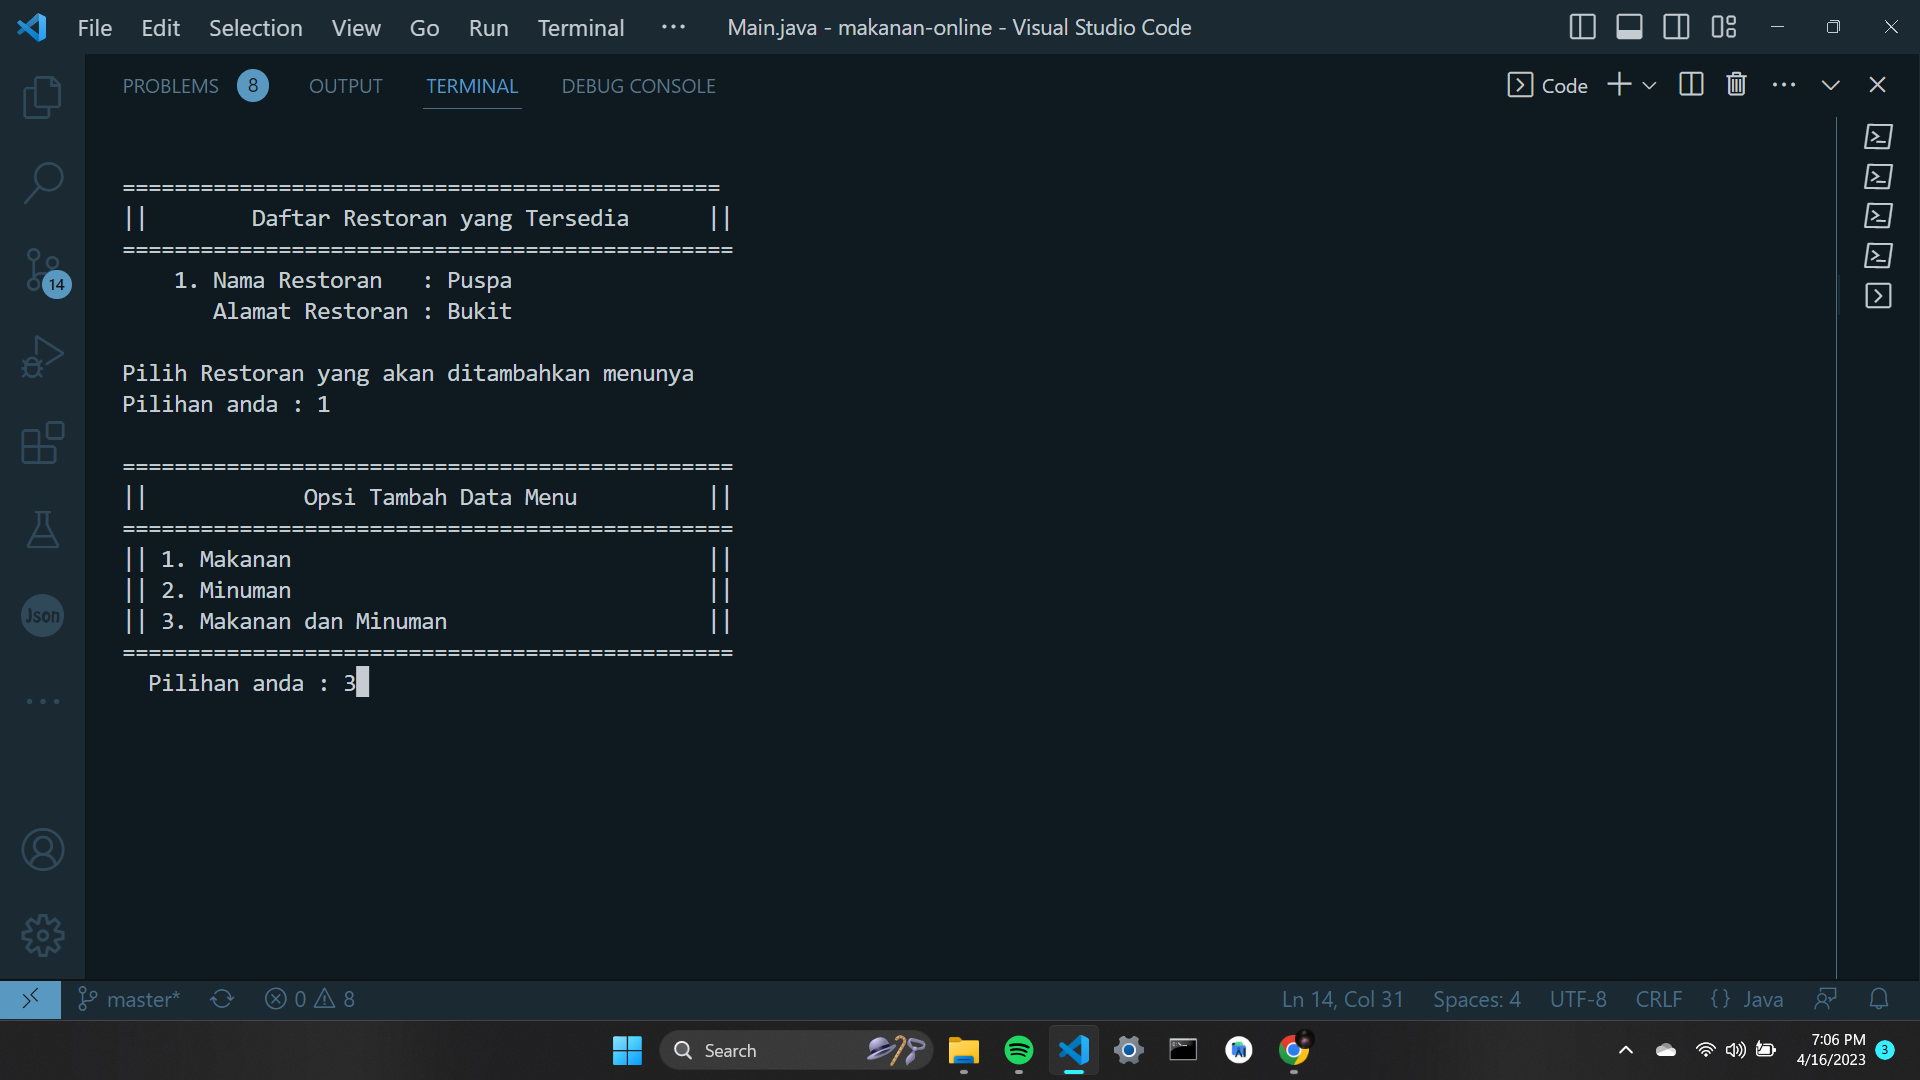 File Edit Selection View Go Run Terminal ··· Main.java - makanan-online - Visual Studio Code
PROBLEMS 8 OUTPUT TERMINAL DEBUG CONSOLE Code
==============================================
||        Daftar Restoran yang Tersedia      ||
===============================================
    1. Nama Restoran   : Puspa
       Alamat Restoran : Bukit
Pilih Restoran yang akan ditambahkan menunya
Pilihan anda : 1
===============================================
||            Opsi Tambah Data Menu          ||
===============================================
|| 1. Makanan                                ||
|| 2. Minuman                                ||
|| 3. Makanan dan Minuman                    ||
===============================================
  Pilihan anda : 3
14
Json
master* 0 8 Ln 14, Col 31 Spaces: 4 UTF-8 CRLF {} Java
Search
7:06 PM
4/16/2023 3